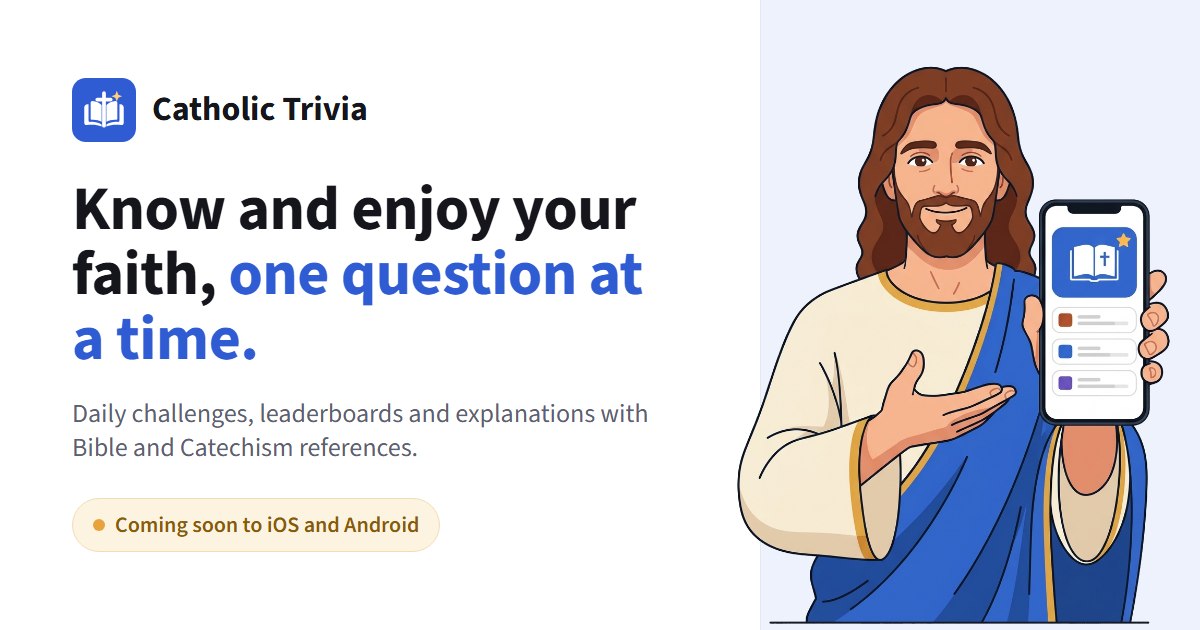 Catholic Trivia
Know and enjoy your
faith, one question at
a time.
Daily challenges, leaderboards and explanations with
Bible and Catechism references.
Coming soon to iOS and Android